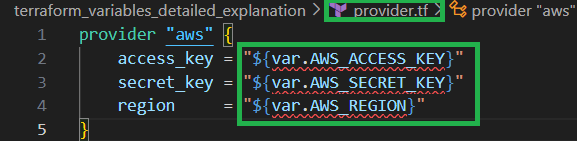 terraform_variables_detailed_explanation > provider.tf > provider "aws"
1 provider "aws" {
2 access_key = "${var.AWS_ACCESS_KEY}"
3 secret_key = "${var.AWS_SECRET_KEY}"
4 region = "${var.AWS_REGION}"
5 }